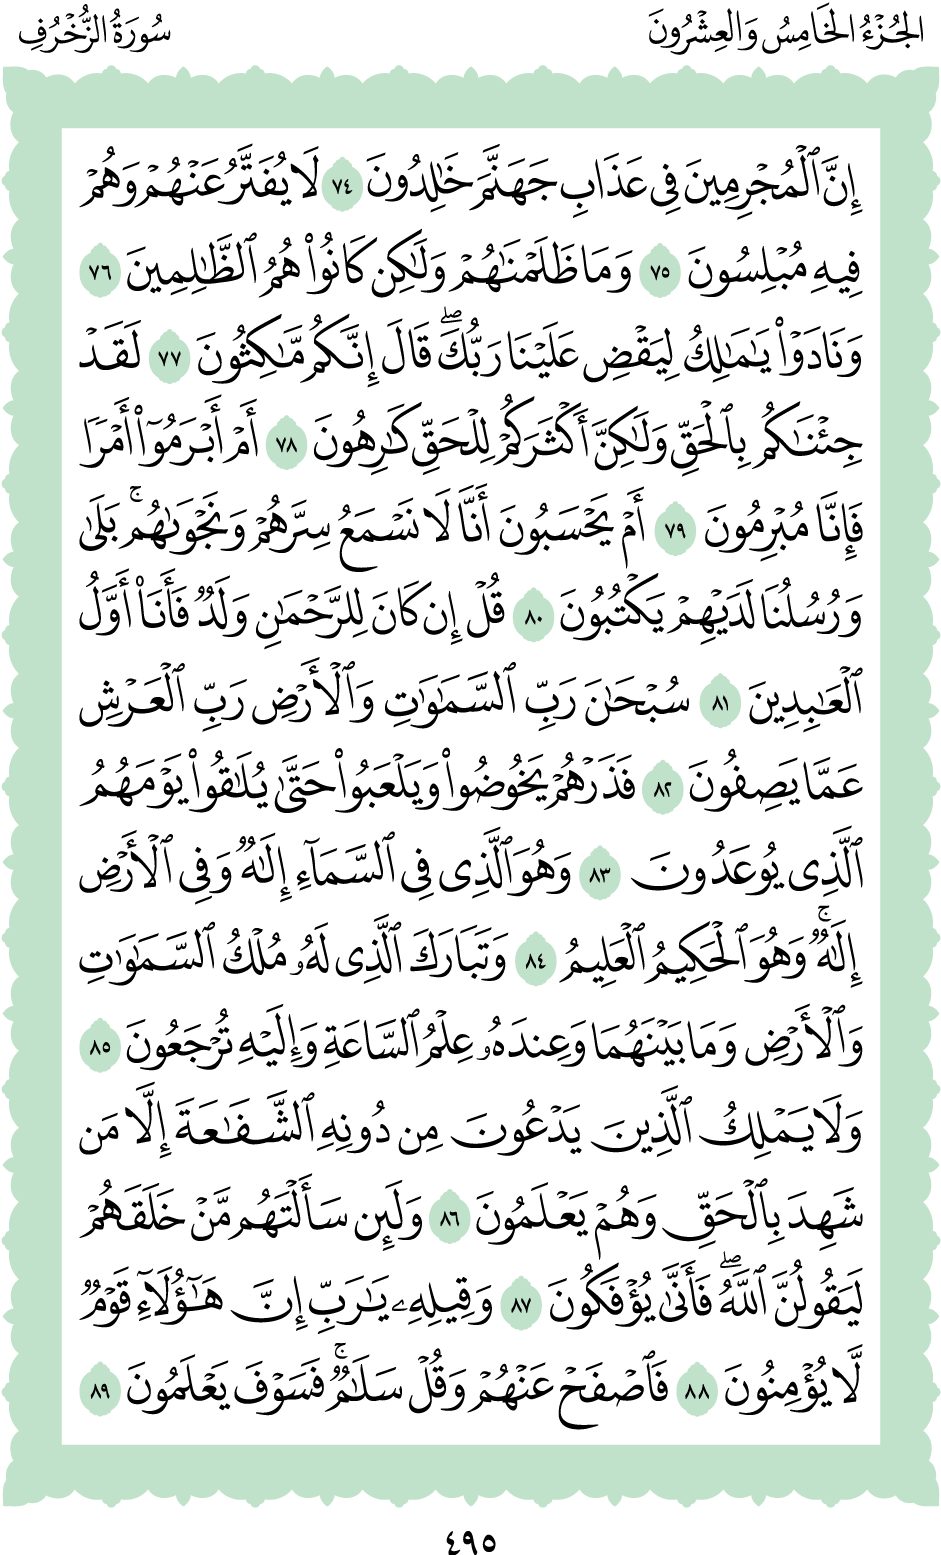 الجُزْءُ الخَامِسُ وَالعِشْرُونَ
سُورَةُ الزُّخْرُفِ
إِنَّ ٱلْمُجْرِمِينَ فِى عَذَابِ جَهَنَّمَ خَٰلِدُونَ ٧٤ لَا يُفَتَّرُ عَنْهُمْ وَهُمْ
فِيهِ مُبْلِسُونَ ٧٥ وَمَا ظَلَمْنَٰهُمْ وَلَٰكِن كَانُوا۟ هُمُ ٱلظَّٰلِمِينَ ٧٦
وَنَادَوْا۟ يَٰمَٰلِكُ لِيَقْضِ عَلَيْنَا رَبُّكَ ۖ قَالَ إِنَّكُم مَّٰكِثُونَ ٧٧ لَقَدْ
جِئْنَٰكُم بِٱلْحَقِّ وَلَٰكِنَّ أَكْثَرَكُمْ لِلْحَقِّ كَٰرِهُونَ ٧٨ أَمْ أَبْرَمُوٓا۟ أَمْرًا
فَإِنَّا مُبْرِمُونَ ٧٩ أَمْ يَحْسَبُونَ أَنَّا لَا نَسْمَعُ سِرَّهُمْ وَنَجْوَىٰهُم ۚ بَلَىٰ
وَرُسُلُنَا لَدَيْهِمْ يَكْتُبُونَ ٨٠ قُلْ إِن كَانَ لِلرَّحْمَٰنِ وَلَدٌ فَأَنَا۠ أَوَّلُ
ٱلْعَٰبِدِينَ ٨١ سُبْحَٰنَ رَبِّ ٱلسَّمَٰوَٰتِ وَٱلْأَرْضِ رَبِّ ٱلْعَرْشِ
عَمَّا يَصِفُونَ ٨٢ فَذَرْهُمْ يَخُوضُوا۟ وَيَلْعَبُوا۟ حَتَّىٰ يُلَٰقُوا۟ يَوْمَهُمُ
ٱلَّذِى يُوعَدُونَ ٨٣ وَهُوَ ٱلَّذِى فِى ٱلسَّمَآءِ إِلَٰهٌ وَفِى ٱلْأَرْضِ
إِلَٰهٌ ۚ وَهُوَ ٱلْحَكِيمُ ٱلْعَلِيمُ ٨٤ وَتَبَارَكَ ٱلَّذِى لَهُۥ مُلْكُ ٱلسَّمَٰوَٰتِ
وَٱلْأَرْضِ وَمَا بَيْنَهُمَا وَعِندَهُۥ عِلْمُ ٱلسَّاعَةِ وَإِلَيْهِ تُرْجَعُونَ ٨٥
وَلَا يَمْلِكُ ٱلَّذِينَ يَدْعُونَ مِن دُونِهِ ٱلشَّفَٰعَةَ إِلَّا مَن
شَهِدَ بِٱلْحَقِّ وَهُمْ يَعْلَمُونَ ٨٦ وَلَئِن سَأَلْتَهُم مَّنْ خَلَقَهُمْ
لَيَقُولُنَّ ٱللَّهُ ۖ فَأَنَّىٰ يُؤْفَكُونَ ٨٧ وَقِيلِهِۦ يَٰرَبِّ إِنَّ هَٰٓؤُلَآءِ قَوْمٌ
لَّا يُؤْمِنُونَ ٨٨ فَٱصْفَحْ عَنْهُمْ وَقُلْ سَلَٰمٌ ۚ فَسَوْفَ يَعْلَمُونَ ٨٩
٤٩٥